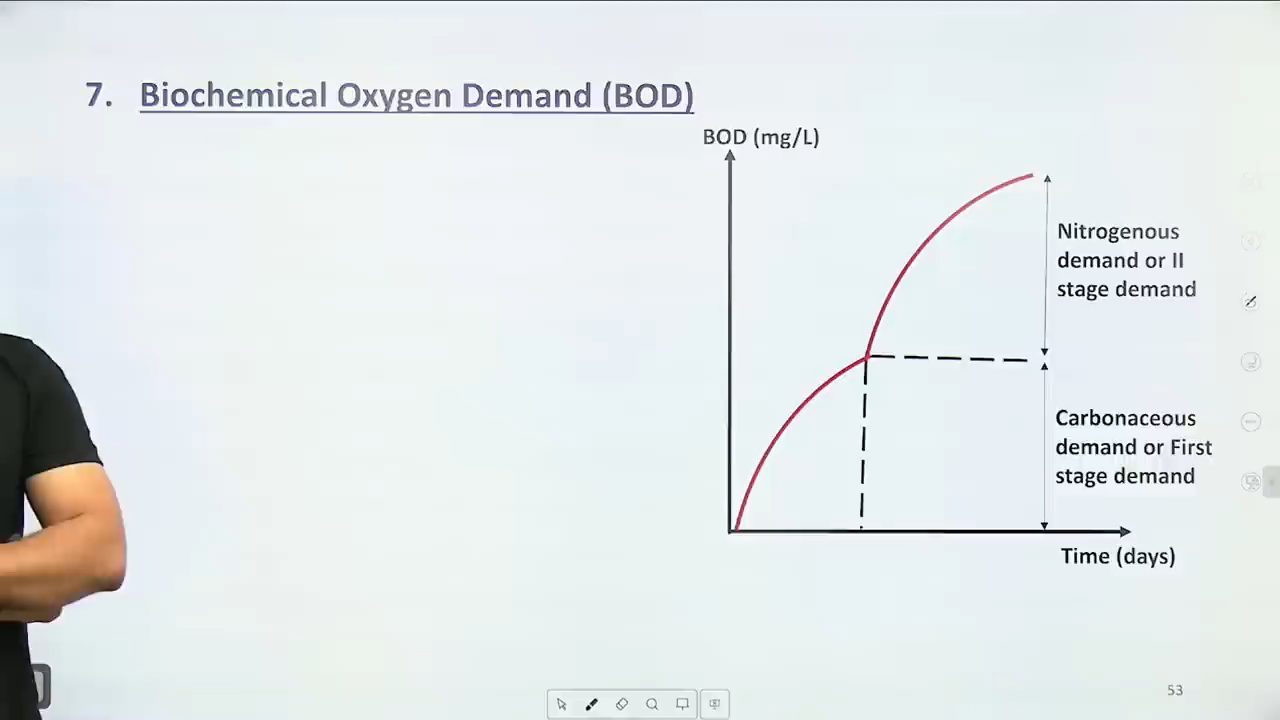 7. Biochemical Oxygen Demand (BOD)
BOD (mg/L)
Nitrogenous
demand or II
stage demand
Carbonaceous
demand or First
stage demand
Time (days)
53